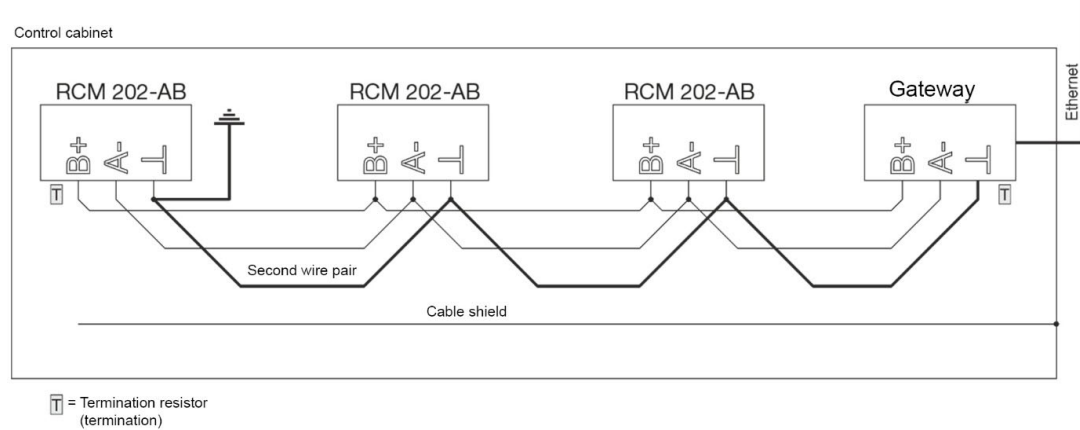 Control cabinet
RCM 202-AB
RCM 202-AB
RCM 202-AB
Gateway
Ethernet
B+ A- ⊥
B+ A- ⊥
B+ A- ⊥
B+ A- ⊥
T
T
Second wire pair
Cable shield
T = Termination resistor
(termination)